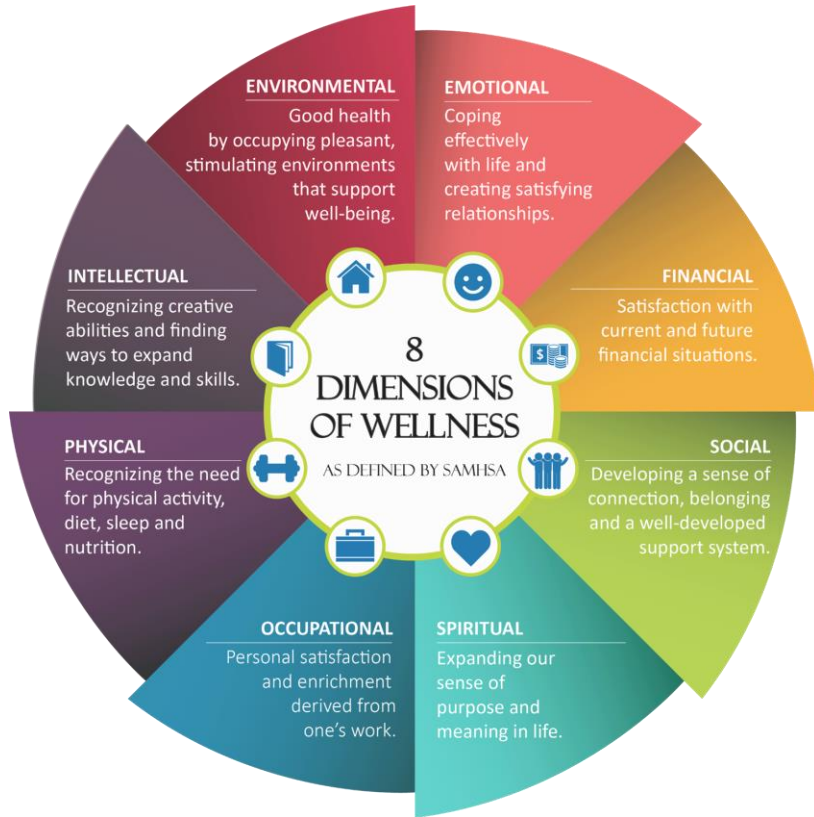 ENVIRONMENTAL
Good health
by occupying pleasant,
stimulating environments
that support
well-being.
EMOTIONAL
Coping
effectively
with life and
creating satisfying
relationships.
INTELLECTUAL
Recognizing creative
abilities and finding
ways to expand
knowledge and skills.
FINANCIAL
Satisfaction with
current and future
financial situations.
$
8
DIMENSIONS
OF WELLNESS
AS DEFINED BY SAMHSA
PHYSICAL
Recognizing the need
for physical activity,
diet, sleep and
nutrition.
SOCIAL
Developing a sense of
connection, belonging
and a well-developed
support system.
OCCUPATIONAL
Personal satisfaction
and enrichment
derived from
one's work.
SPIRITUAL
Expanding our
sense of
purpose and
meaning in life.